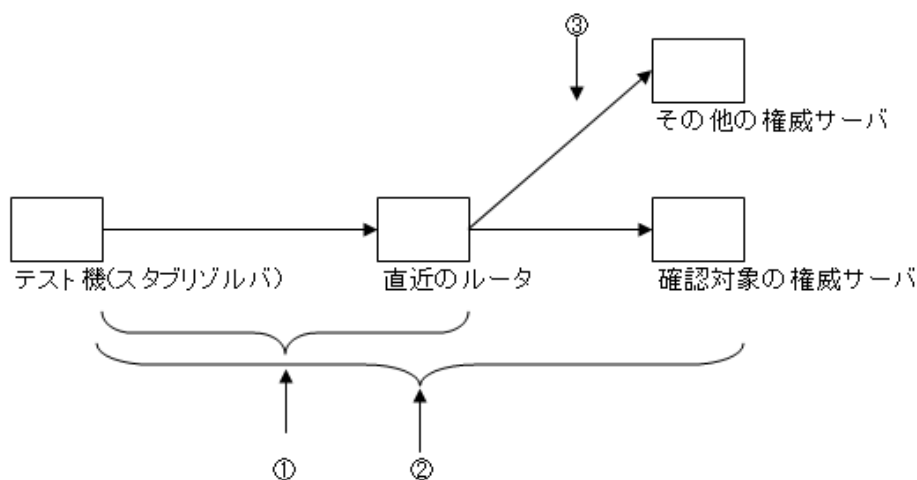 ③
その他の権威サーバ
テスト機(スタブリゾルバ)
直近のルータ
確認対象の権威サーバ
①
②